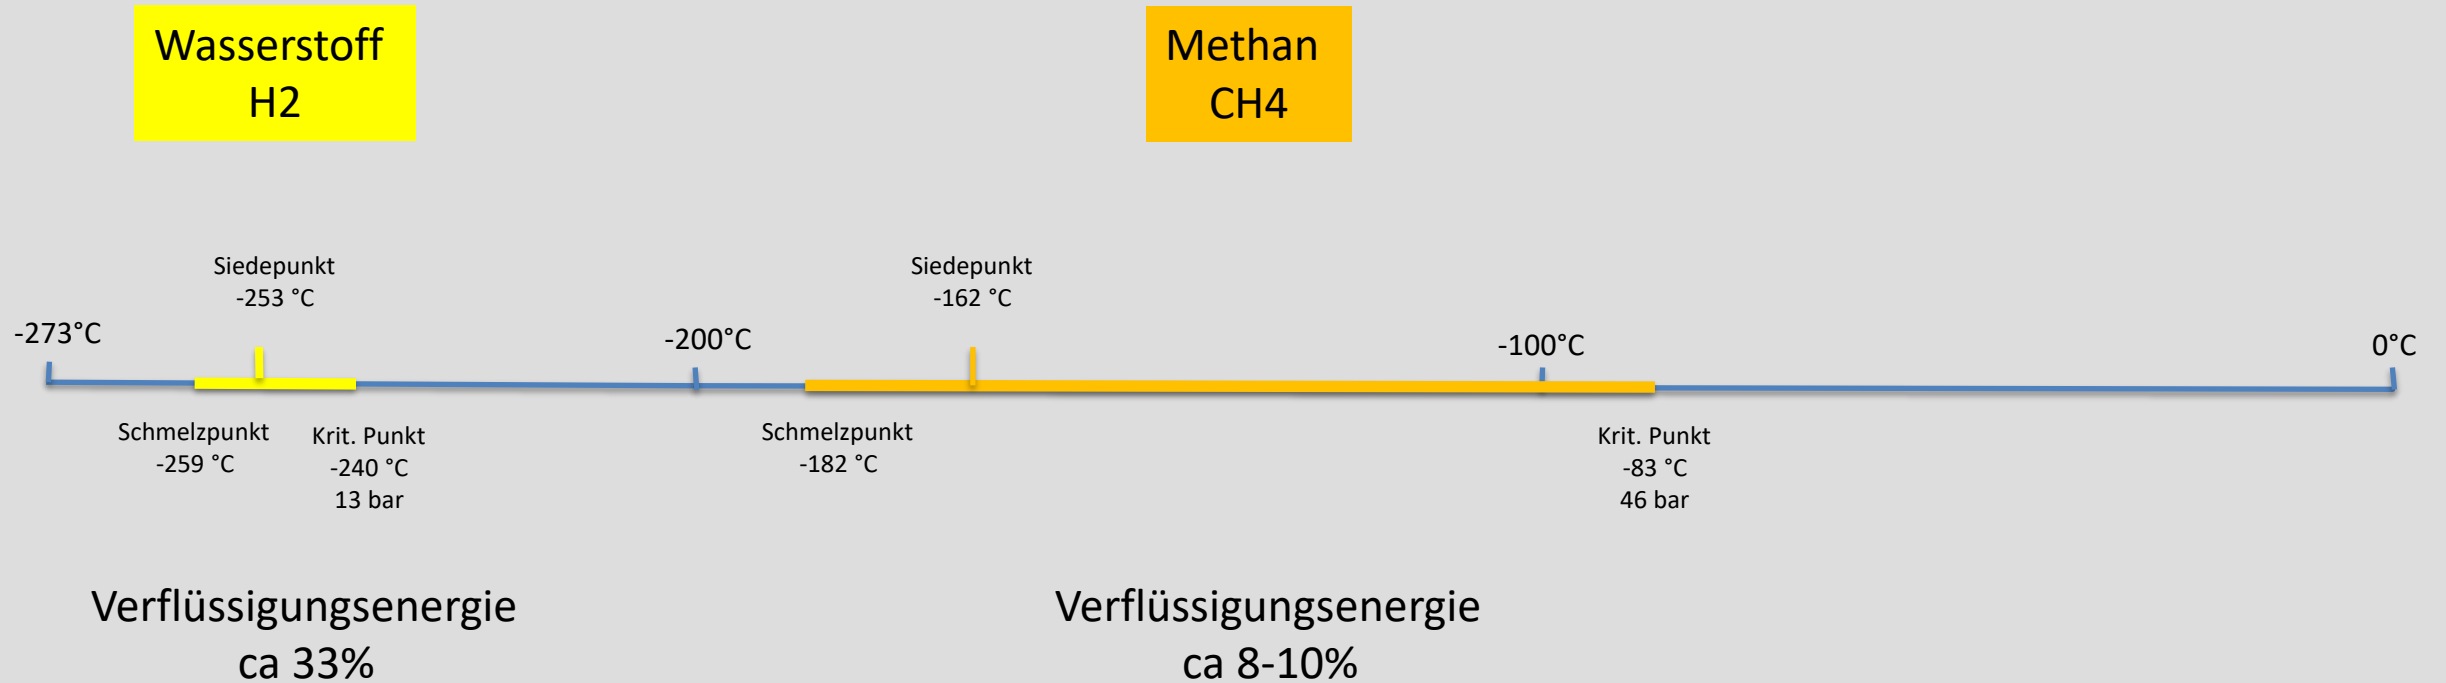 Wasserstoff
H2
Methan
CH4
Siedepunkt
-253 °C
Siedepunkt
-162 °C
-273°C
-200°C
-100°C
0°C
Schmelzpunkt
-259 °C
Krit. Punkt
-240 °C
13 bar
Schmelzpunkt
-182 °C
Krit. Punkt
-83 °C
46 bar
Verflüssigungsenergie
ca 33%
Verflüssigungsenergie
ca 8-10%